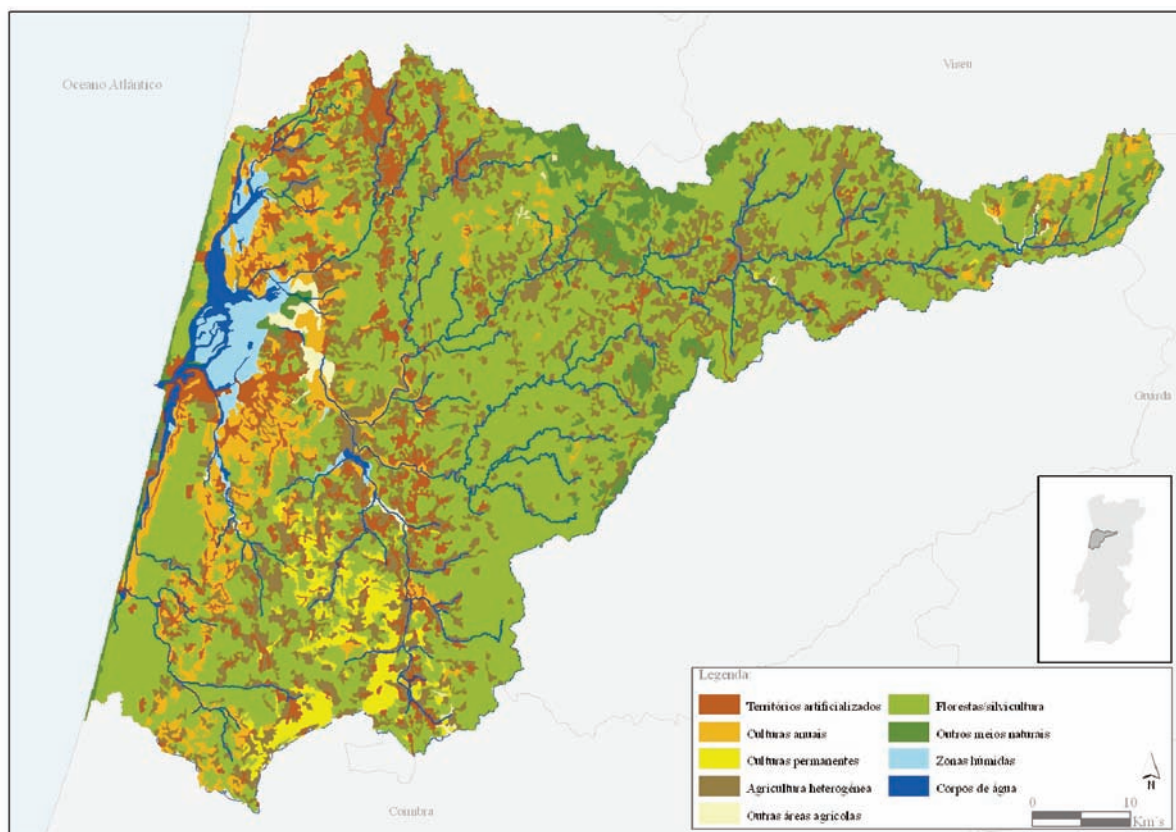 Oceano Atlântico
Viseu
Guarda
Coimbra
Legenda:
Territórios artificializados
Culturas anuais
Culturas permanentes
Agricultura heterogénea
Outras áreas agrícolas
Florestas/silvicultura
Outros meios naturais
Zonas húmidas
Corpos de água
N
0 10
Km's